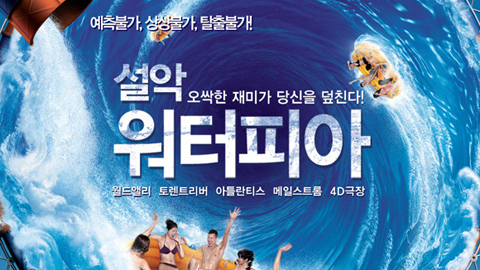 예측불가, 상상불가, 탈출불가!
설악
오싹한 재미가 당신을 덮친다!
워터피아
월드앨리 토렌트리버 아틀란티스 메일스트롬 4D극장